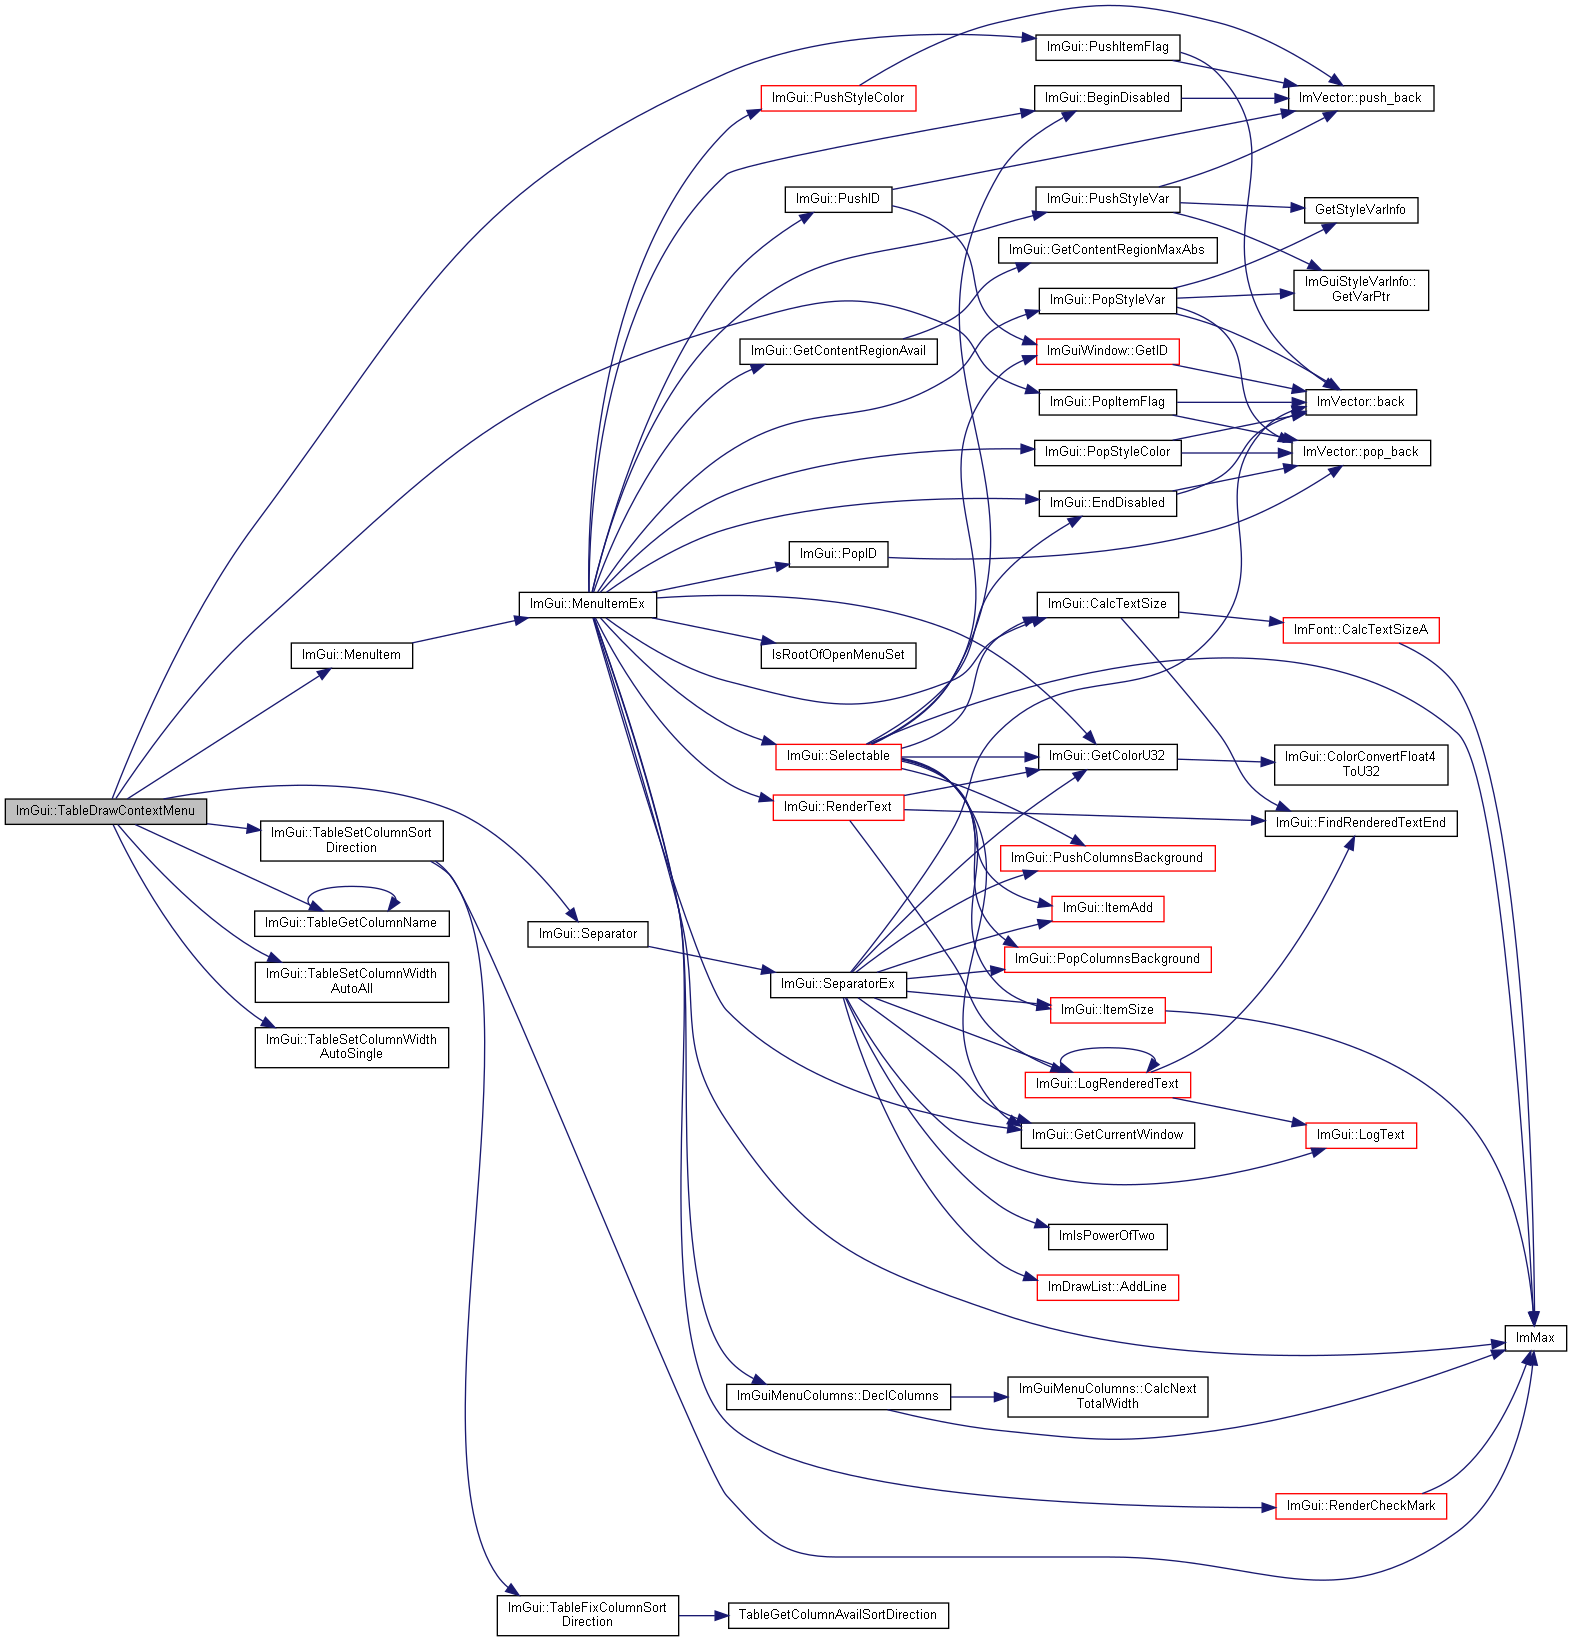 ImGui::TableDrawContextMenu
ImGui::MenuItem
ImGui::TableSetColumnSort
Direction
ImGui::TableGetColumnName
ImGui::TableSetColumnWidth
AutoAll
ImGui::TableSetColumnWidth
AutoSingle
ImGui::MenuItemEx
ImGui::Separator
ImGui::TableFixColumnSort
Direction
ImGui::PushStyleColor
ImGui::PushID
ImGui::GetContentRegionAvail
ImGui::PopID
IsRootOfOpenMenuSet
ImGui::Selectable
ImGui::RenderText
ImGui::SeparatorEx
ImGuiMenuColumns::DeclColumns
TableGetColumnAvailSortDirection
ImGui::PushItemFlag
ImGui::BeginDisabled
ImGui::PushStyleVar
ImGui::GetContentRegionMaxAbs
ImGui::PopStyleVar
ImGuiWindow::GetID
ImGui::PopItemFlag
ImGui::PopStyleColor
ImGui::EndDisabled
ImGui::CalcTextSize
ImGui::GetColorU32
ImGui::PushColumnsBackground
ImGui::ItemAdd
ImGui::PopColumnsBackground
ImGui::ItemSize
ImGui::LogRenderedText
ImGui::GetCurrentWindow
ImIsPowerOfTwo
ImDrawList::AddLine
ImGuiMenuColumns::CalcNext
TotalWidth
ImVector::push_back
GetStyleVarInfo
ImGuiStyleVarInfo::
GetVarPtr
ImVector::back
ImVector::pop_back
ImFont::CalcTextSizeA
ImGui::ColorConvertFloat4
ToU32
ImGui::FindRenderedTextEnd
ImGui::LogText
ImMax
ImGui::RenderCheckMark